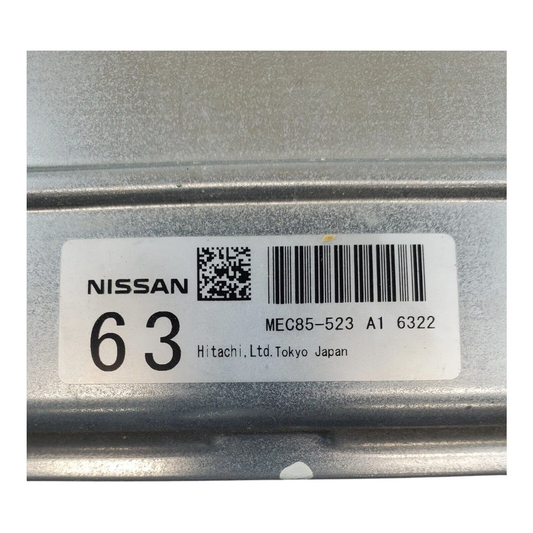 NISSAN
63
MEC85-523 A1 6322
Hitachi,Ltd.Tokyo Japan